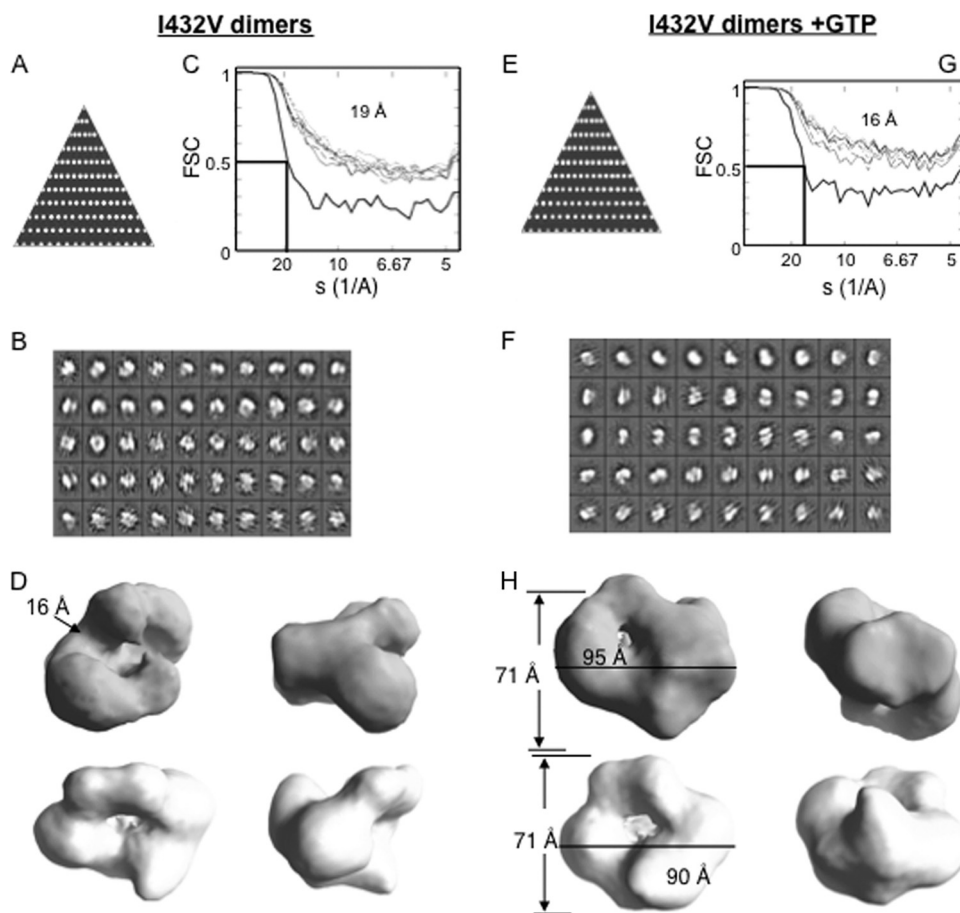 I432V dimers
I432V dimers +GTP
A
C
1
19 Å
FSC
0.5
0
20 10 6.67 5
s (1/A)
E
G
1
16 Å
FSC
0.5
0
20 10 6.67 5
s (1/A)
B
F
D
16 Å
H
71 Å
95 Å
71 Å
90 Å